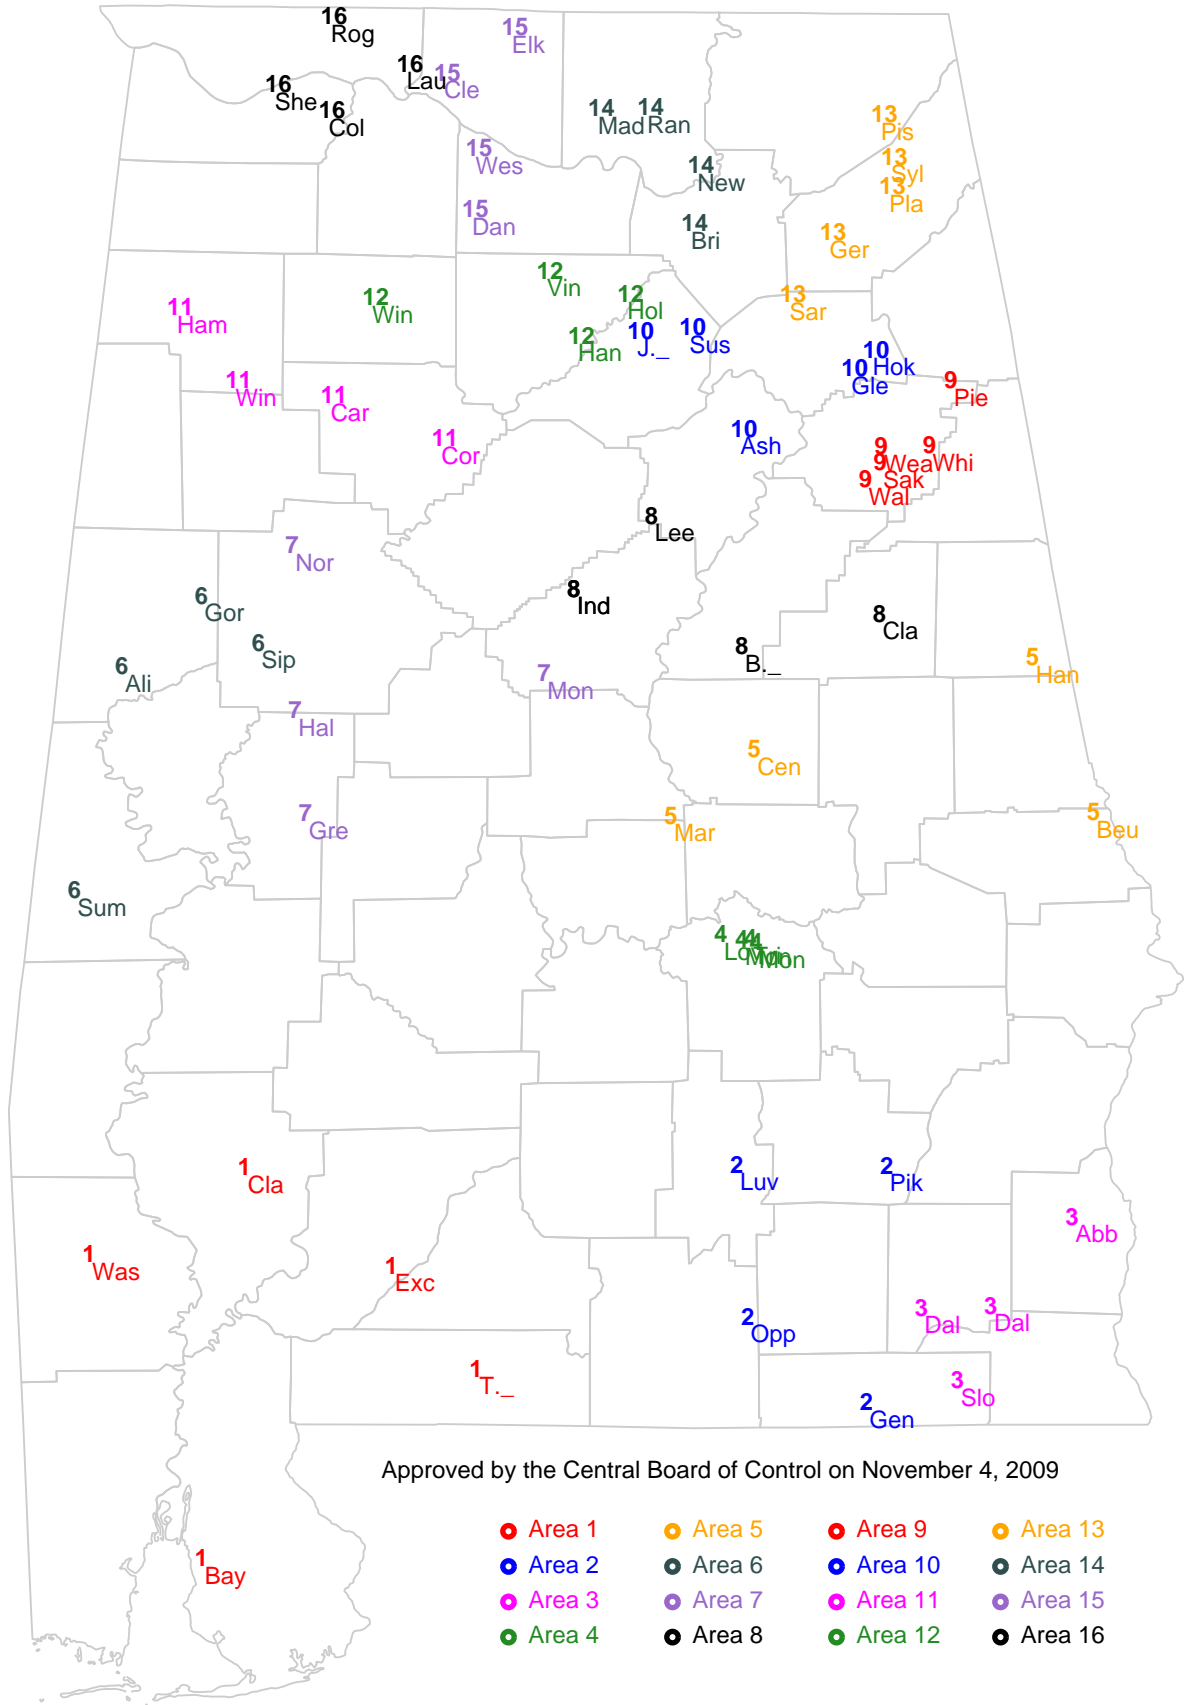 16
Rog
15
Elk
16
Lau
15
Cle
16
She
16
Col
14
Mad
14
Ran
13
Pis
15
Wes
14
New
13
Syl
13
Pla
15
Dan
14
Bri
13
Ger
12
Vin
12
Win
12
Hol
13
Sar
11
Ham
12
Han
10
J._
10
Sus
10
Hok
10
Gle
11
Win
11
Car
9
Pie
11
Cor
10
Ash
9
Wea
9
Whi
9
Sak
9
Wal
8
Lee
7
Nor
8
Ind
6
Gor
8
Cla
6
Sip
8
B._
5
Han
6
Ali
7
Mon
7
Hal
5
Cen
7
Gre
5
Mar
5
Beu
6
Sum
4
4
4
4
Mon
1
Cla
2
Luv
2
Pik
3
Abb
1
Was
1
Exc
2
Opp
3
Dal
3
Dal
1
T._
3
Slo
2
Gen
Approved by the Central Board of Control on November 4, 2009
Area 1 Area 5 Area 9 Area 13
Area 2 Area 6 Area 10 Area 14
Area 3 Area 7 Area 11 Area 15
Area 4 Area 8 Area 12 Area 16
1
Bay